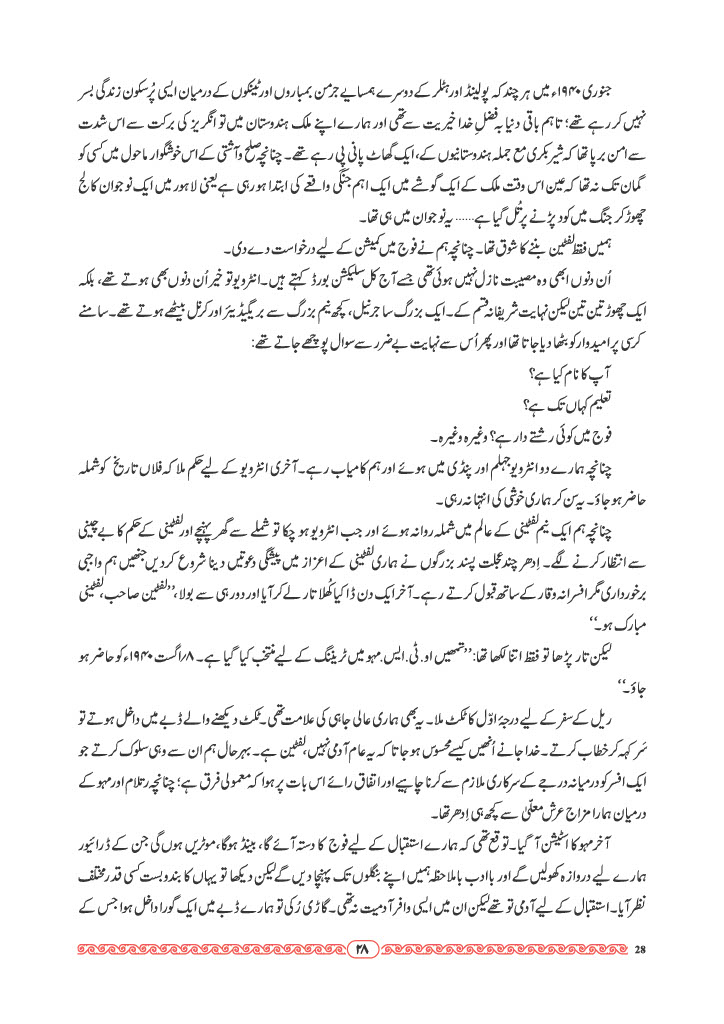 جنوری ۱۹۴۰ء میں ہر چند کہ پولینڈ اور ہٹلر کے دوسرے ہمسایے جرمن بمباروں اور ٹینکوں کے درمیان ایسی پُرسکون زندگی بسر
نہیں کر رہے تھے؛ تاہم باقی دنیا بہ فضلِ خدا خیریت سے تھی اور ہمارے اپنے ملک ہندوستان میں تو انگریز کی برکت سے اس شدت
سے امن برپا تھا کہ شیر بکری مع جملہ ہندوستانیوں کے، ایک گھاٹ پانی پی رہے تھے۔ چنانچہ صلح و آشتی کے اس خوشگوار ماحول میں کسی کو
گمان تک نہ تھا کہ عین اس وقت ملک کے ایک گوشے میں ایک اہم جنگی واقعے کی ابتدا ہو رہی ہے یعنی لاہور میں ایک نوجوان کالج
چھوڑ کر جنگ میں کود پڑنے پر تُل گیا ہے...... یہ نوجوان میں ہی تھا۔
ہمیں فقط لفٹین بننے کا شوق تھا۔ چنانچہ ہم نے فوج میں کمیشن کے لیے درخواست دے دی۔
اُن دنوں ابھی وہ مصیبت نازل نہیں ہوئی تھی جسے آج کل سلیکشن بورڈ کہتے ہیں۔ انٹرویو تو خیر اُن دنوں بھی ہوتے تھے، بلکہ
ایک چھوڑ تین تین لیکن نہایت شریفانہ قسم کے۔ ایک بزرگ سا جرنیل، کچھ نیم بزرگ سے بریگیڈیئر اور کرنل بیٹھے ہوتے تھے۔ سامنے
کرسی پر امیدوار کو بٹھا دیا جاتا تھا اور پھر اُس سے نہایت بے ضرر سے سوال پوچھے جاتے تھے:
آپ کا نام کیا ہے؟
تعلیم کہاں تک ہے؟
فوج میں کوئی رشتے دار ہے؟ وغیرہ وغیرہ۔
چنانچہ ہمارے دو انٹرویو جہلم اور پنڈی میں ہوئے اور ہم کامیاب رہے۔ آخری انٹرویو کے لیے حکم ملا کہ فلاں تاریخ کو شملہ
حاضر ہو جاؤ۔ یہ سن کر ہماری خوشی کی انتہا نہ رہی۔
چنانچہ ہم ایک نیم لفٹینی کے عالم میں شملہ روانہ ہوئے اور جب انٹرویو ہو چکا تو شملے سے گھر پہنچے اور لفٹینی کے حکم کا بے چینی
سے انتظار کرنے لگے۔ اِدھر چند عجلت پسند بزرگوں نے ہماری لفٹینی کے اعزاز میں پیشگی دعوتیں دینا شروع کر دیں جنھیں ہم واجبی
برخورداری مگر افسرانہ وقار کے ساتھ قبول کرتے رہے۔ آخر ایک دن ڈاکیا کھُلا تار لے کر آیا اور دور ہی سے بولا، ’’لفٹین صاحب، لفٹینی
مبارک ہو۔‘‘
لیکن تار پڑھا تو فقط اتنا لکھا تھا: ’’تمھیں او۔ٹی۔ایس۔ مہو میں ٹریننگ کے لیے منتخب کیا گیا ہے۔ ۸/اگست ۱۹۴۰ء کو حاضر ہو
جاؤ۔‘‘
ریل کے سفر کے لیے درجۂ اوّل کا ٹکٹ ملا۔ یہ بھی ہماری عالی جاہی کی علامت تھی۔ ٹکٹ دیکھنے والے ڈبے میں داخل ہوتے تو
سَر کہہ کر خطاب کرتے۔ خدا جانے اُنھیں کیسے محسوس ہو جاتا کہ یہ عام آدمی نہیں، لفٹین ہے۔ بہرحال ہم ان سے وہی سلوک کرتے جو
ایک افسر کو درمیانہ درجے کے سرکاری ملازم سے کرنا چاہیے اور اتفاق رائے اس بات پر ہوا کہ معمولی فرق ہے؛ چنانچہ رتلام اور مہو کے
درمیان ہمارا مزاج عرش معلّیٰ سے کچھ ہی اِدھر تھا۔
آخر مہو کا اسٹیشن آ گیا۔ توقع تھی کہ ہمارے استقبال کے لیے فوج کا دستہ آئے گا، بینڈ ہوگا، موٹریں ہوں گی جن کے ڈرائیور
ہمارے لیے دروازہ کھولیں گے اور باادب باملاحظہ ہمیں اپنے بنگلوں تک پہنچا دیں گے لیکن دیکھا تو یہاں کا بندوبست کسی قدر مختلف
نظر آیا۔ استقبال کے لیے آدمی تو تھے لیکن ان میں ایسی وافر آدمیت نہ تھی۔ گاڑی رُکی تو ہمارے ڈبے میں ایک گورا داخل ہوا جس کے
۲۸
28